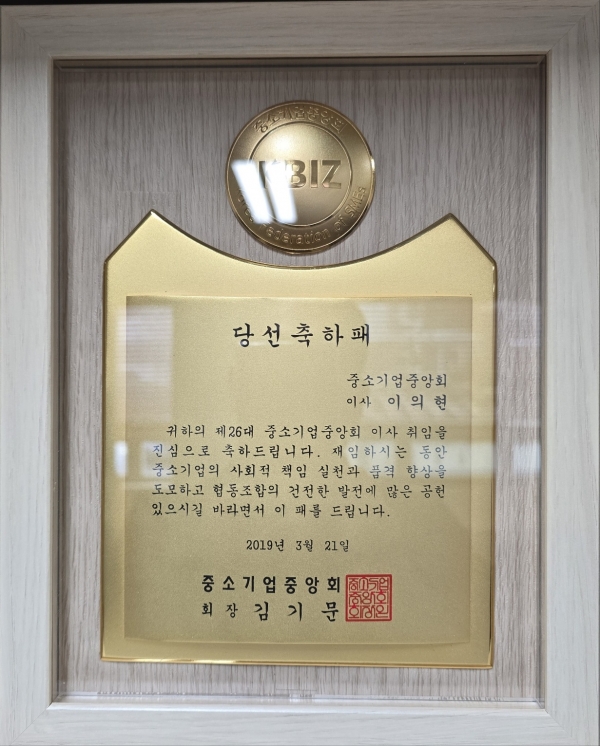 중소기업중앙회
BIZ
당선축하패
중소기업중앙회
이사 이의현
귀하의 제26대 중소기업중앙회 이사 취임을
진심으로 축하드립니다. 재임하시는 동안
중소기업의 사회적 책임 실천과 품격 향상을
도모하고 협동조합의 건전한 발전에 많은 공헌
있으시길 바라면서 이 패를 드립니다.
2019년 3월 21일
중소기업중앙회
회장 김기문